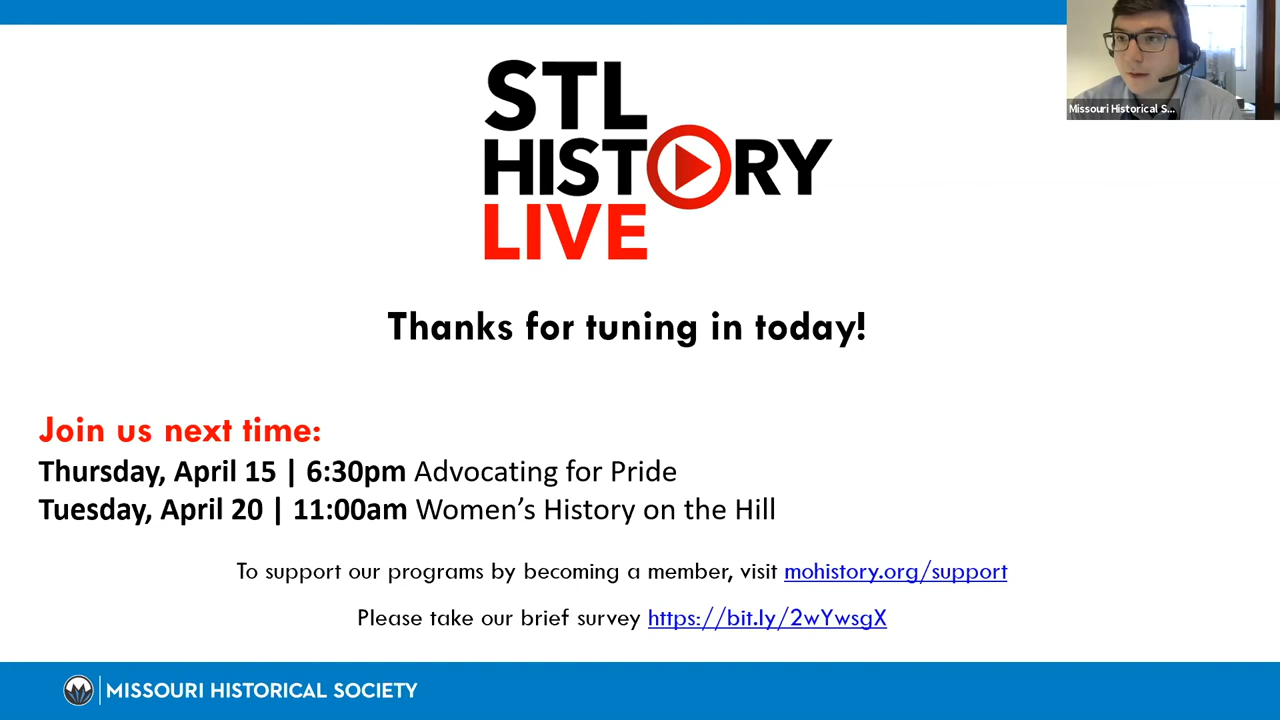 STL
HISTORY
LIVE
Missouri Historical S...
Thanks for tuning in today!
Join us next time:
Thursday, April 15 | 6:30pm Advocating for Pride
Tuesday, April 20 | 11:00am Women’s History on the Hill
To support our programs by becoming a member, visit mohistory.org/support
Please take our brief survey https://bit.ly/2wYwsgX
MISSOURI HISTORICAL SOCIETY